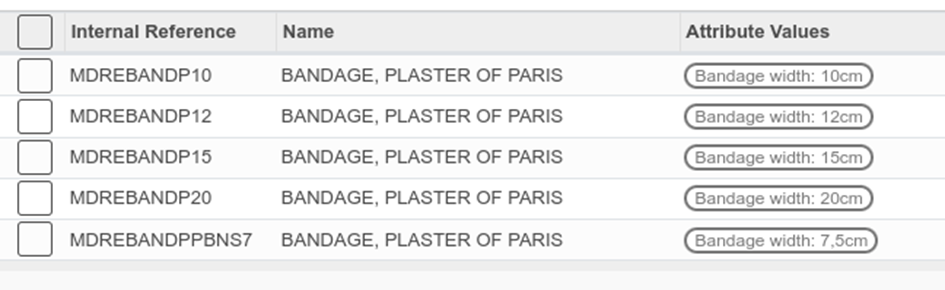 Internal Reference Name Attribute Values
MDREBANDP10 BANDAGE, PLASTER OF PARIS Bandage width: 10cm
MDREBANDP12 BANDAGE, PLASTER OF PARIS Bandage width: 12cm
MDREBANDP15 BANDAGE, PLASTER OF PARIS Bandage width: 15cm
MDREBANDP20 BANDAGE, PLASTER OF PARIS Bandage width: 20cm
MDREBANDPPBNS7 BANDAGE, PLASTER OF PARIS Bandage width: 7,5cm